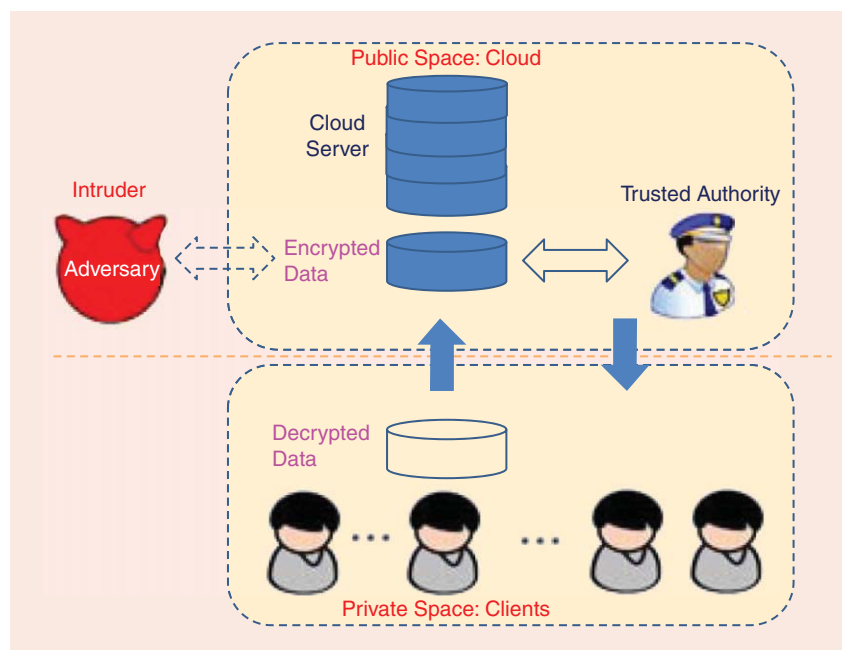 Public Space: Cloud
Cloud
Server
Intruder
Trusted Authority
Adversary
Encrypted
Data
Decrypted
Data
Private Space: Clients